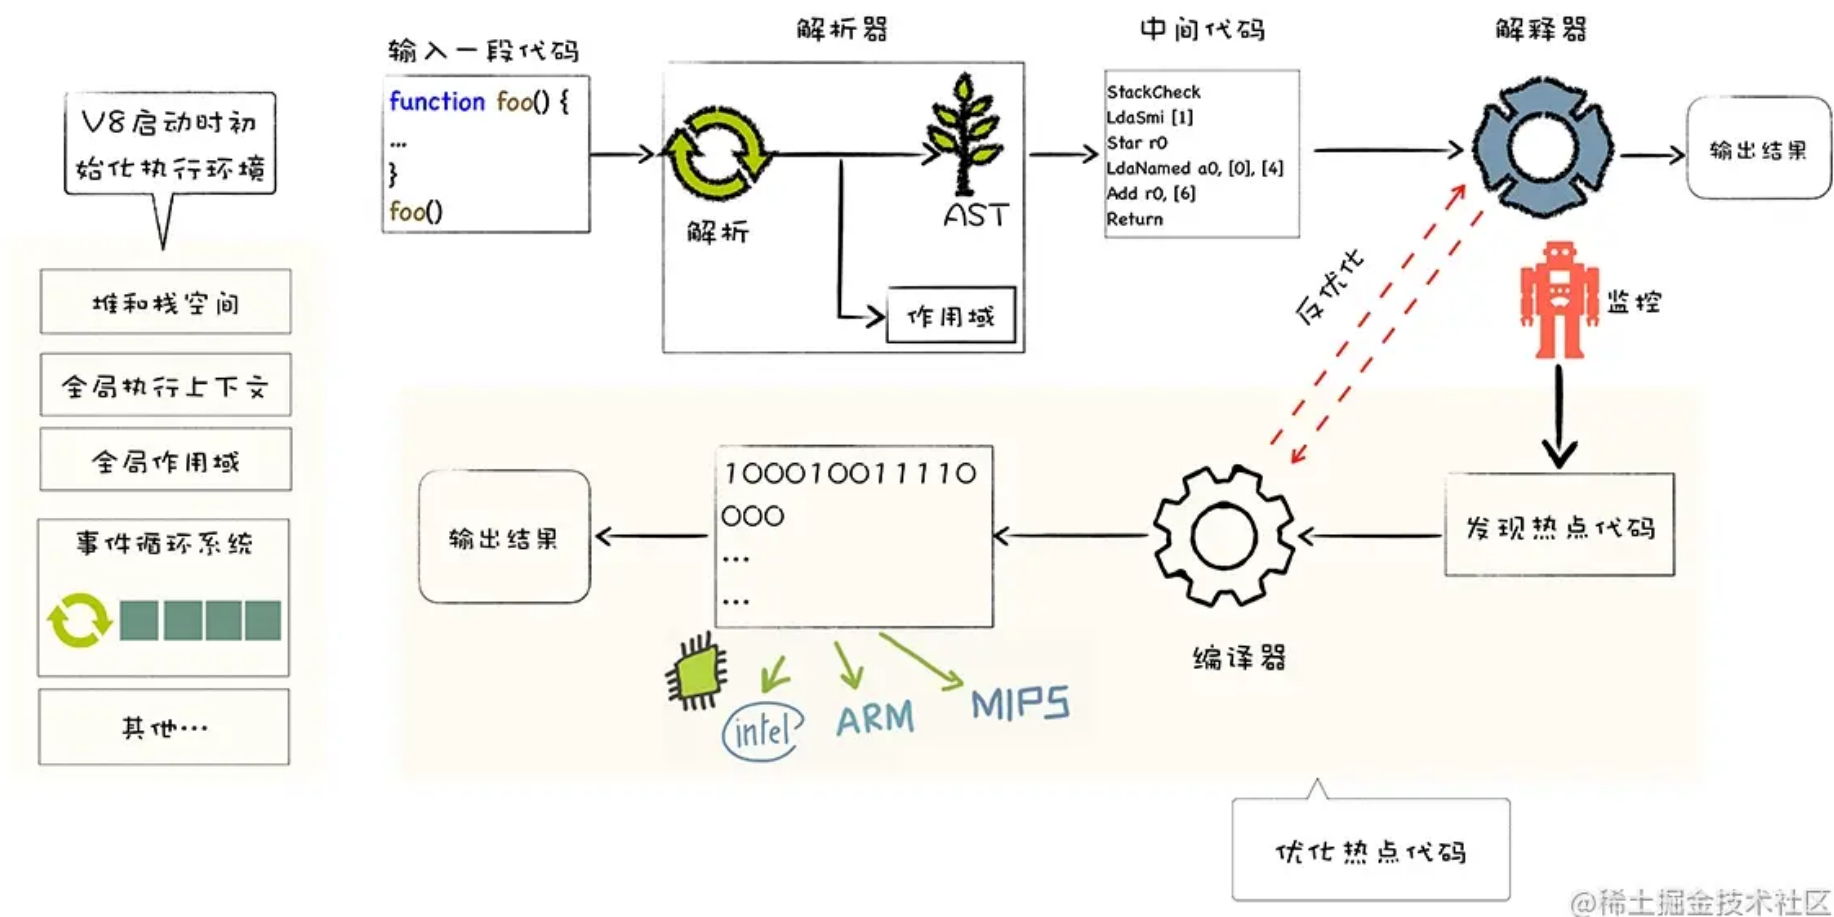 V8启动时初
始化执行环境
堆和栈空间
全局执行上下文
全局作用域
事件循环系统
其他…
输入一段代码
function foo() {
...
}
foo()
解析器
解析
AST
作用域
中间代码
StackCheck
LdaSmi [1]
Star r0
LdaNamed a0, [0], [4]
Add r0, [6]
Return
解释器
输出结果
反优化
监控
发现热点代码
编译器
100010011110
000
...
...
输出结果
intel
ARM
MIPS
优化热点代码
@稀土掘金技术社区